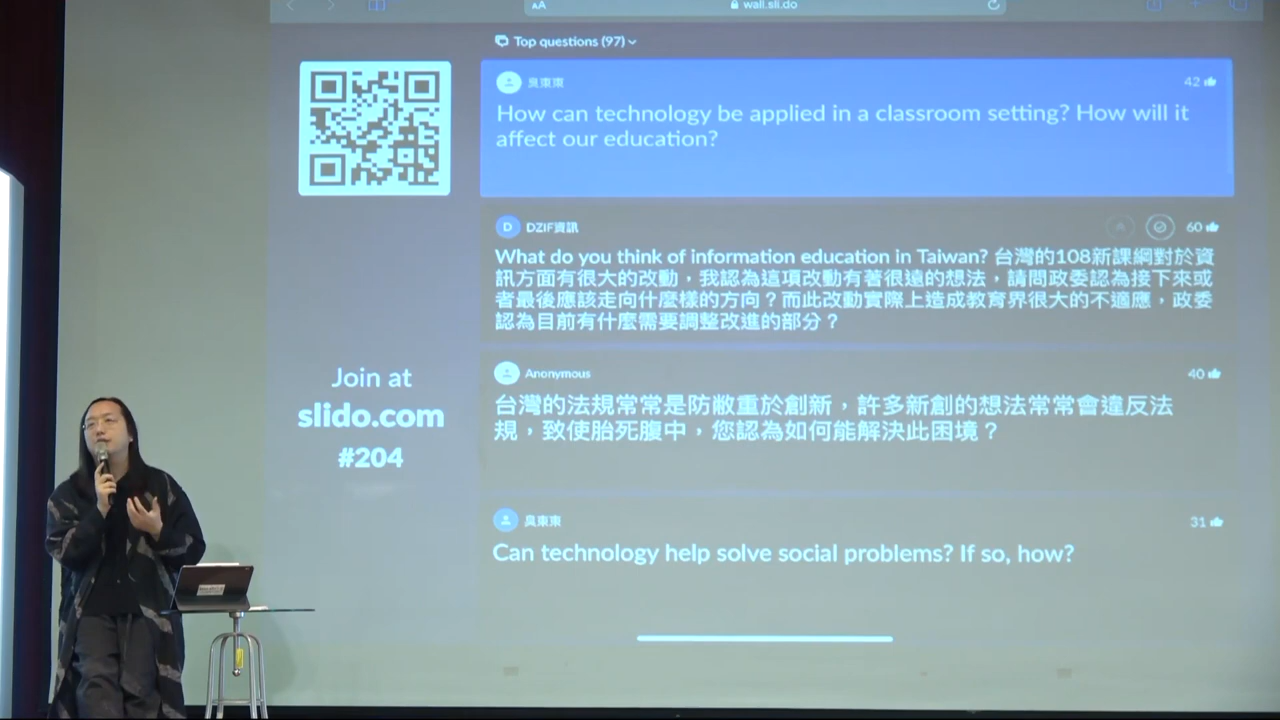 AA
wall.sli.do
Top questions (97)
臭東東
42
How can technology be applied in a classroom setting? How will it
affect our education?
D
DZIF資訊
60
What do you think of information education in Taiwan? 台灣的108新課綱對於資
訊方面有很大的改動，我認為這項改動有著很遠的想法，請問政委認為接下來或
者最後應該走向什麼樣的方向？而此改動實際上造成教育界很大的不適應，政委
認為目前有什麼需要調整改進的部分？
Join at
slido.com
#204
Anonymous
40
台灣的法規常常是防敝重於創新，許多新創的想法常常會違反法
規，致使胎死腹中，您認為如何能解決此困境？
臭東東
31
Can technology help solve social problems? If so, how?